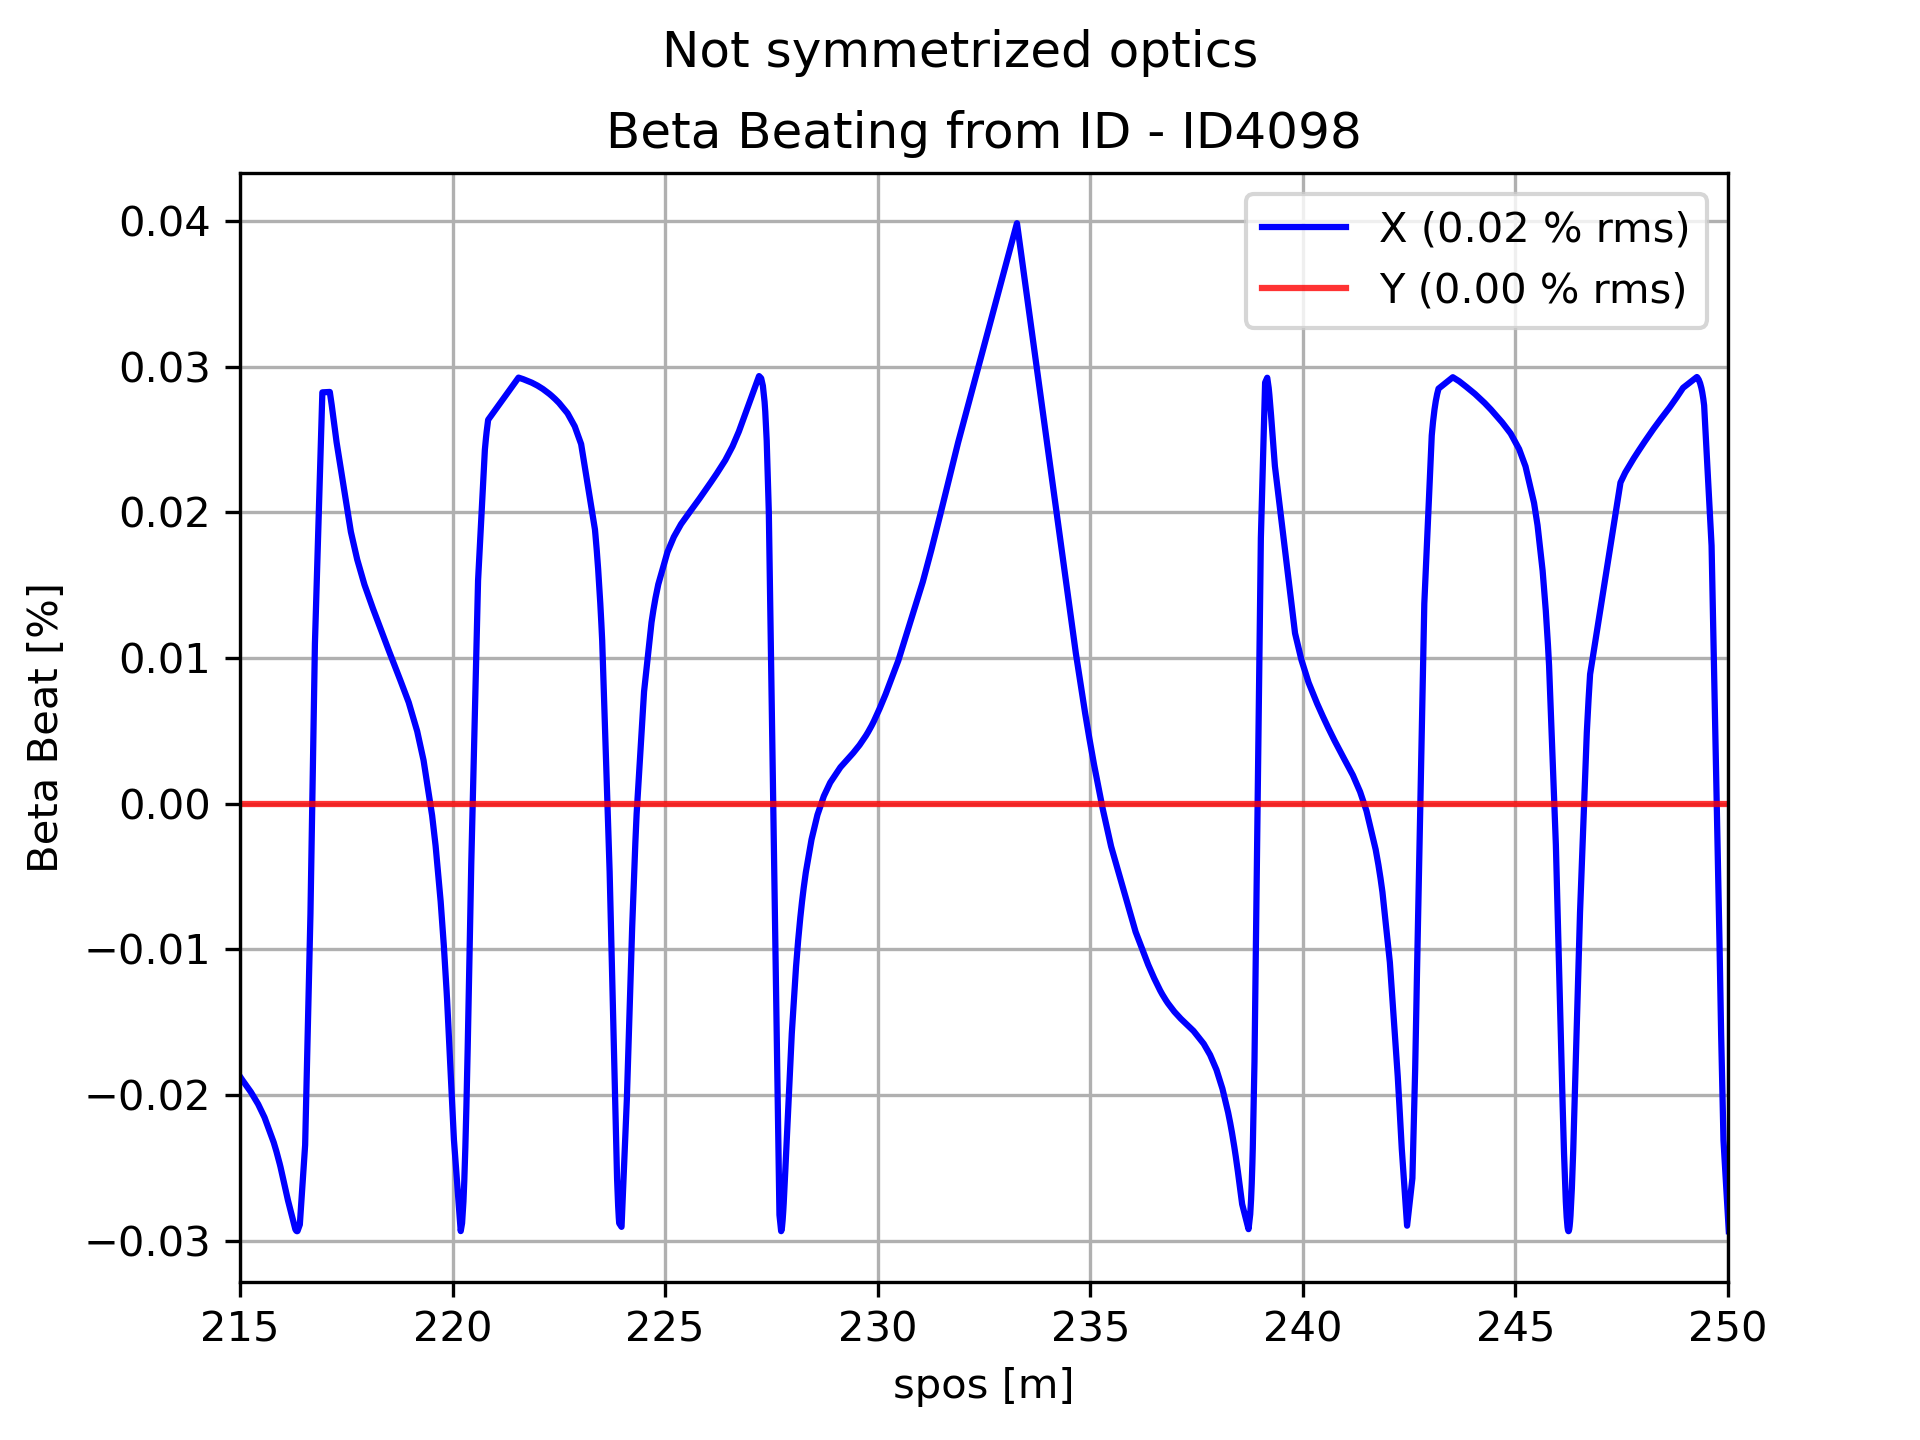 Not symmetrized optics
Beta Beating from ID - ID4098
X (0.02 % rms)
Y (0.00 % rms)
Beta Beat [%]
0.04
0.03
0.02
0.01
0.00
−0.01
−0.02
−0.03
215 220 225 230 235 240 245 250
spos [m]